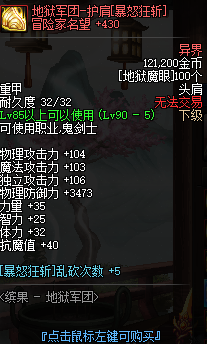 地狱军团-护肩[暴怒狂斩]
冒险家名望 +430
异界
121,200金币
[地狱魔眼]100个
重甲 头肩
耐久度 32/32 无法交易
Lv85以上可以使用 (Lv90 - 5) 下级
可使用职业,鬼剑士
物理攻击力 +104
魔法攻击力 +103
独立攻击力 +106
物理防御力 +3473
力量 +35
智力 +25
体力 +32
抗魔值 +40
[暴怒狂斩]乱砍次数 +5
<缤果 - 地狱军团>
『点击鼠标左键可购买』